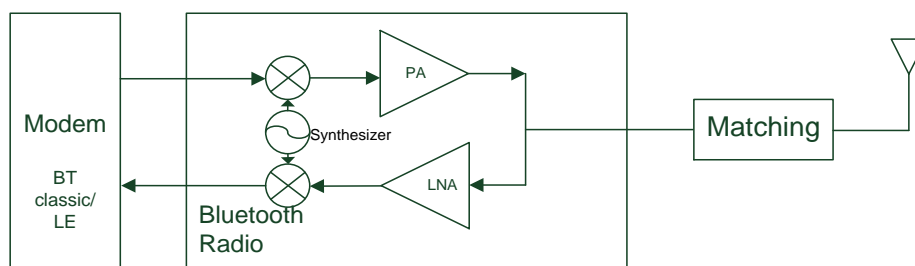 Modem
BT
classic/
LE
PA
Synthesizer
LNA
Bluetooth
Radio
Matching